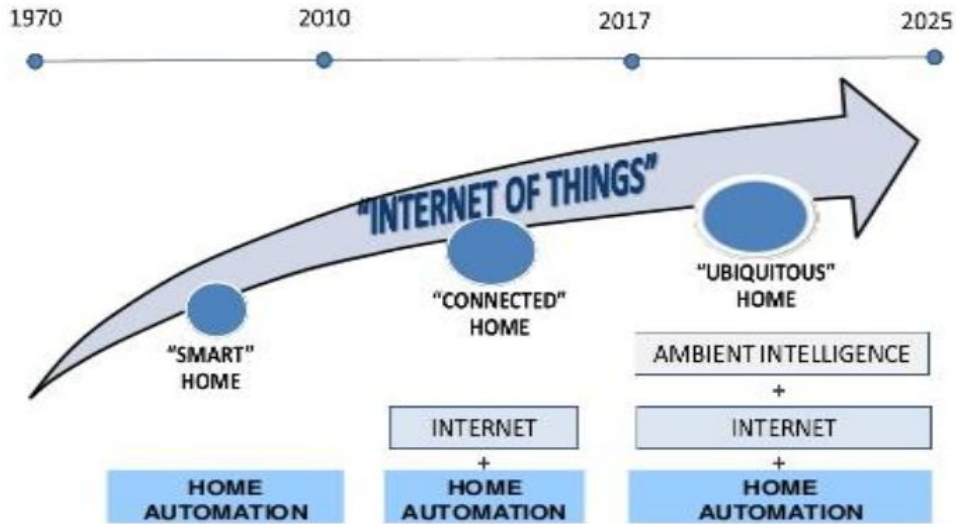 1970 2010 2017 2025
"INTERNET OF THINGS"
"SMART"
HOME
"CONNECTED"
HOME
"UBIQUITOUS"
HOME
AMBIENT INTELLIGENCE
+
INTERNET
INTERNET
+
+
HOME
AUTOMATION
HOME
AUTOMATION
HOME
AUTOMATION